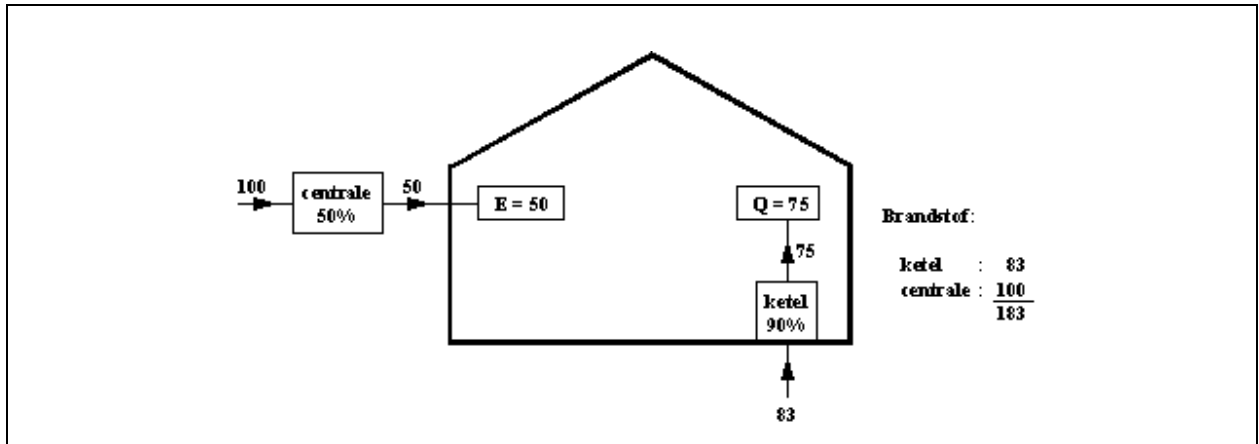 100
centrale
50%
50
E = 50
Q = 75
75
ketel
90%
83
Brandstof:
ketel : 83
centrale : 100
183